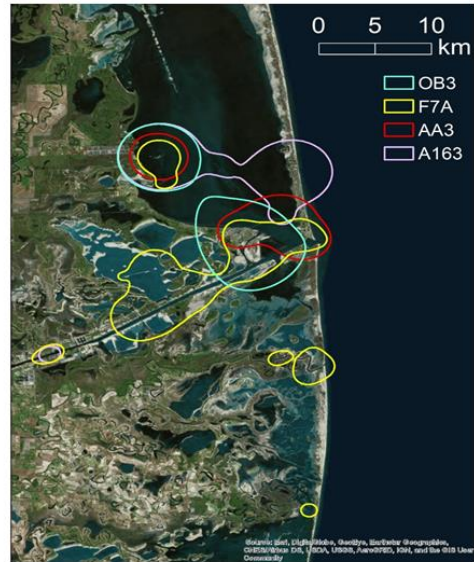 0 5 10
km
OB3
F7A
AA3
A163
Source: Esri, DigitalGlobe, GeoEye, Earthstar Geographics,
CNES/Airbus DS, USDA, USGS, AeroGRID, IGN, and the GIS User
Community